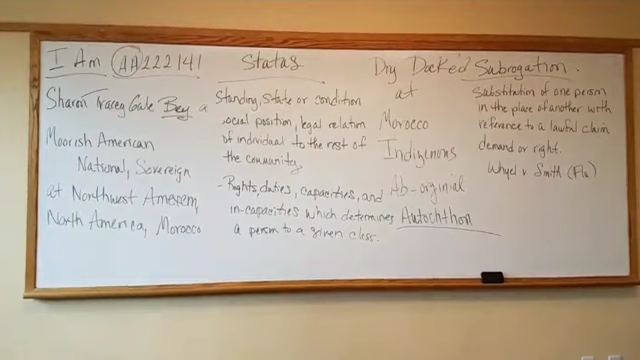 I Am AA222141
Sharon Tracey Gale Bey a
Moorish American
National, Sovereign
at Northwest Amexem,
North America, Morocco
Status
Standing, State or condition
social position, legal relation
of individual to the rest of
the community.
- Rights, duties, capacities, and
in-capacities which determines
a person to a given class.
Dry Docked Subrogation.
at
Morocco
Indigenous
Ab-orginial
Autochthon
Substitution of one person
in the place of another with
reference to a lawful claim
demand or right.
v. Smith (Fla)